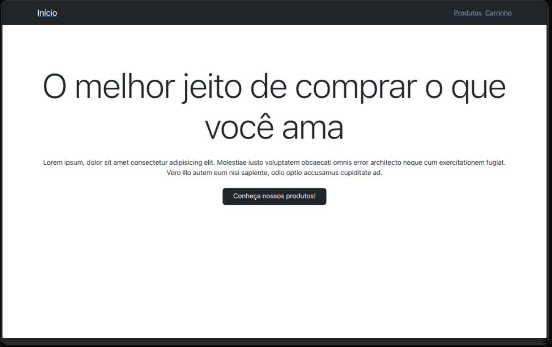 Início
Produtos Carrinho
O melhor jeito de comprar o que
você ama
Lorem ipsum, dolor sit amet consectetur adipisicing elit. Molestiae iusto voluptatem obcaecati omnis error architecto neque cum exercitationem fugiat.
Vero illo autem eum nisi sapiente, odio optio accusamus cupiditate ad.
Conheça nossos produtos!